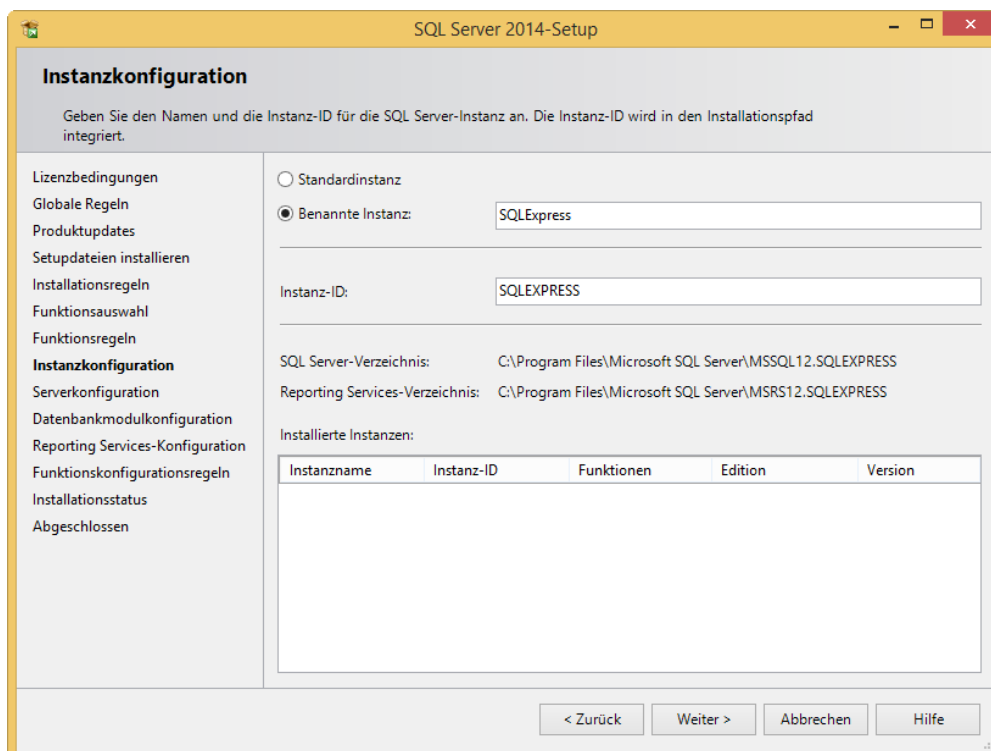 SQL Server 2014-Setup
Instanzkonfiguration
Geben Sie den Namen und die Instanz-ID für die SQL Server-Instanz an. Die Instanz-ID wird in den Installationspfad
integriert.
Lizenzbedingungen
Globale Regeln
Produktupdates
Setupdateien installieren
Installationsregeln
Funktionsauswahl
Funktionsregeln
Instanzkonfiguration
Serverkonfiguration
Datenbankmodulkonfiguration
Reporting Services-Konfiguration
Funktionskonfigurationsregeln
Installationsstatus
Abgeschlossen
Standardinstanz
Benannte Instanz: SQLExpress
Instanz-ID: SQLEXPRESS
SQL Server-Verzeichnis: C:\Program Files\Microsoft SQL Server\MSSQL12.SQLEXPRESS
Reporting Services-Verzeichnis: C:\Program Files\Microsoft SQL Server\MSRS12.SQLEXPRESS
Installierte Instanzen:
Instanzname Instanz-ID Funktionen Edition Version
< Zurück Weiter > Abbrechen Hilfe